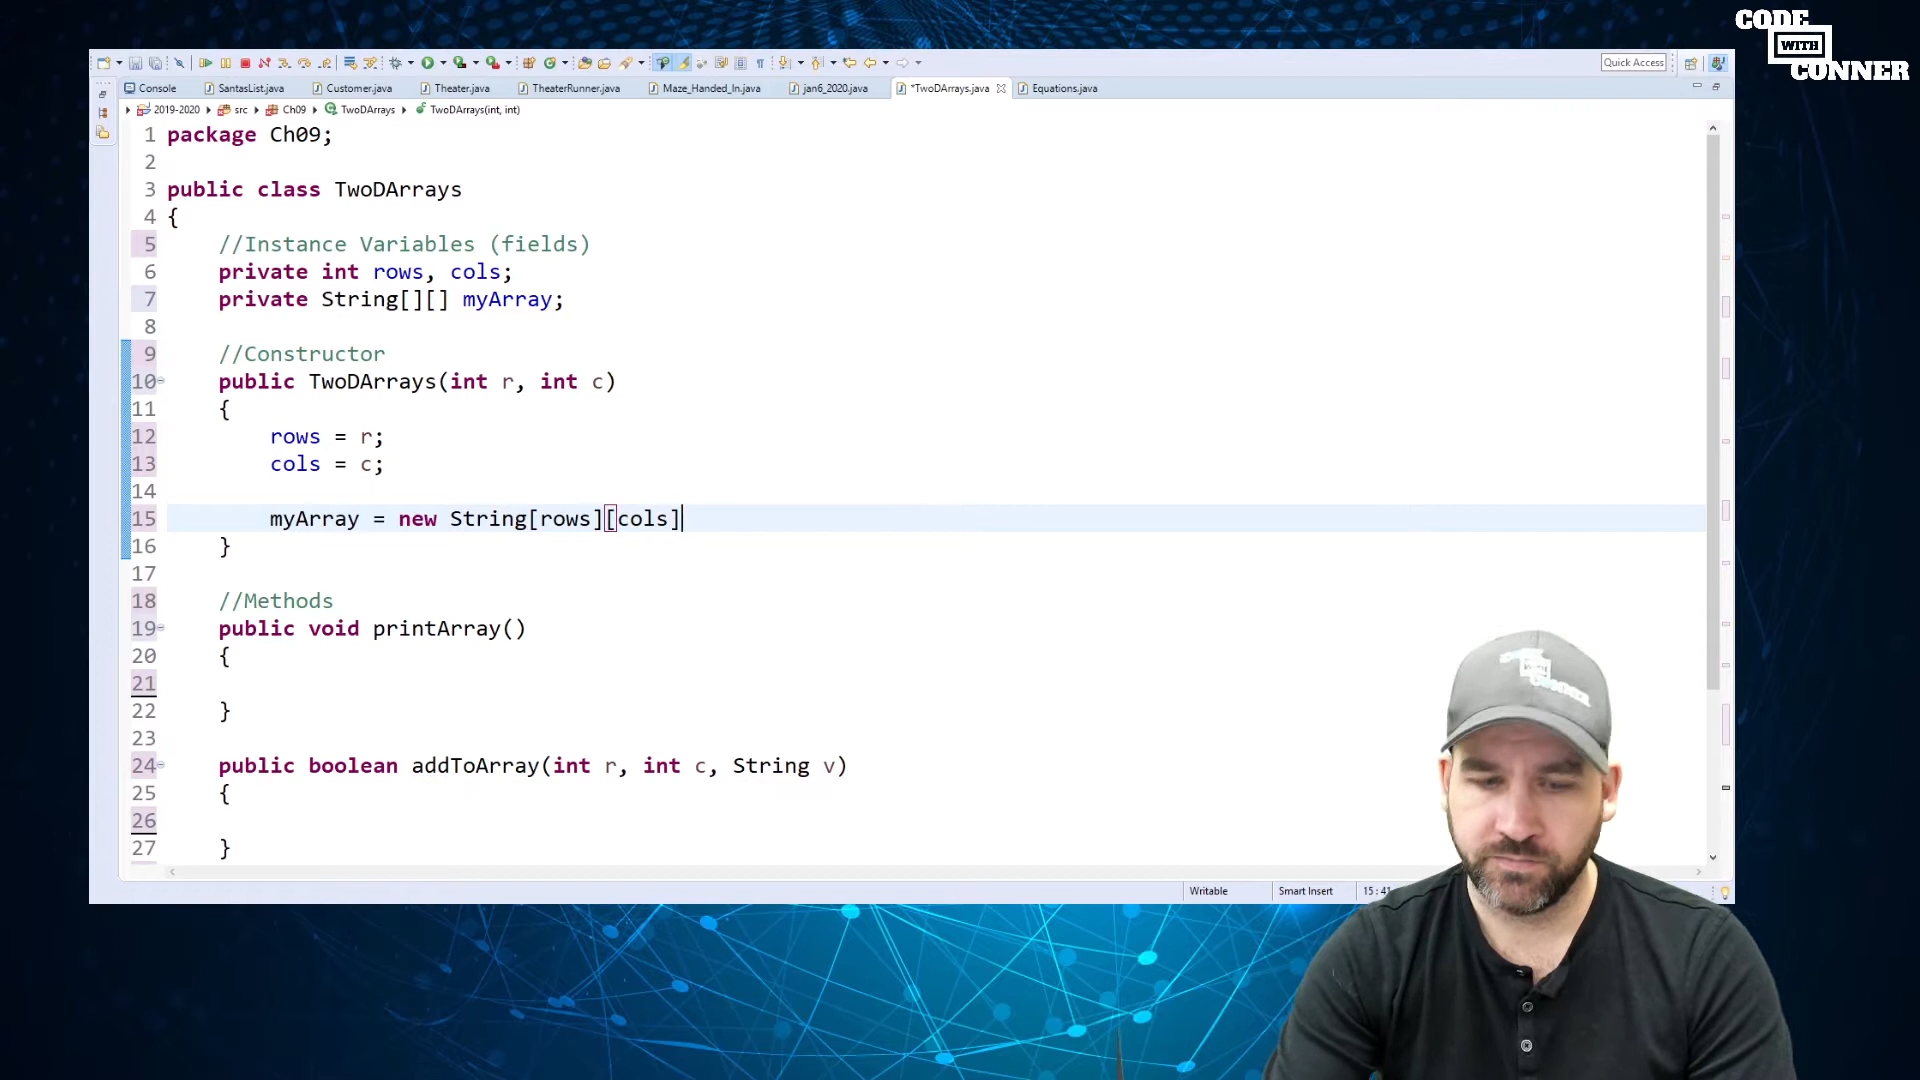 CODE
WITH
CONNER
Quick Access
Console SantasList.java Customer.java Theater.java TheaterRunner.java Maze_Handed_In.java jan6_2020.java *TwoDArrays.java Equations.java
2019-2020 src Ch09 TwoDArrays TwoDArrays(int, int)
1 package Ch09;
2
3 public class TwoDArrays
4 {
5 //Instance Variables (fields)
6 private int rows, cols;
7 private String[][] myArray;
8
9 //Constructor
10 public TwoDArrays(int r, int c)
11 {
12 rows = r;
13 cols = c;
14
15 myArray = new String[rows][cols]
16 }
17
18 //Methods
19 public void printArray()
20 {
21
22 }
23
24 public boolean addToArray(int r, int c, String v)
25 {
26
27 }
Writable Smart Insert 15:41
CODE
WITH
CONNER